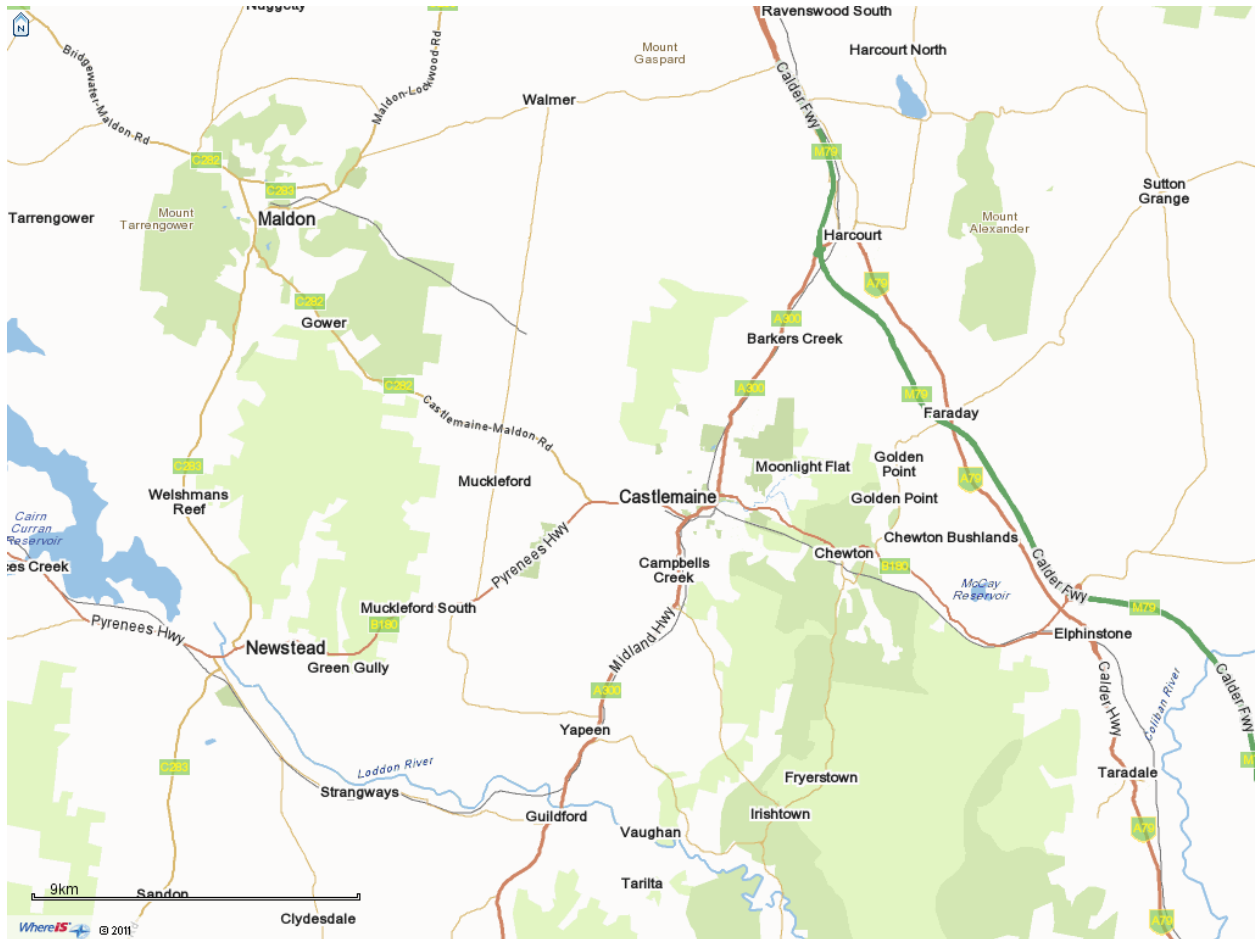 Nuggetty
Ravenswood South
N
Mount
Gaspard
Harcourt North
Bridgewater-Maldon-Rd
Maldon-Lockwood-Rd
Walmer
Calder Fwy
M79
C282
C283
Sutton
Grange
Tarrengower
Mount
Tarrengower
Maldon
Mount
Alexander
Harcourt
A79
C282
Gower
A300
Barkers Creek
C282
A300
M79
Castlemaine-Maldon-Rd
Faraday
C283
Muckleford
Moonlight Flat
Golden
Point
A79
Welshmans
Reef
Castlemaine
Golden Point
Cairn
Curran
Reservoir
Pyrenees Hwy
Chewton Bushlands
Chewton
B180
ces Creek
Campbells
Creek
McCay
Reservoir
Calder Fwy
M79
Muckleford South
B180
Pyrenees Hwy
Midland Hwy
Elphinstone
Newstead
Green Gully
A300
Calder-Hwy
Coliban River
Calder Fwy
Yapeen
C283
Loddon River
Fryerstown
Taradale
Strangways
Guildford
Irishtown
Vaughan
A79
9km
Sandon
Tarilta
Clydesdale
A79
WhereiS
© 2011